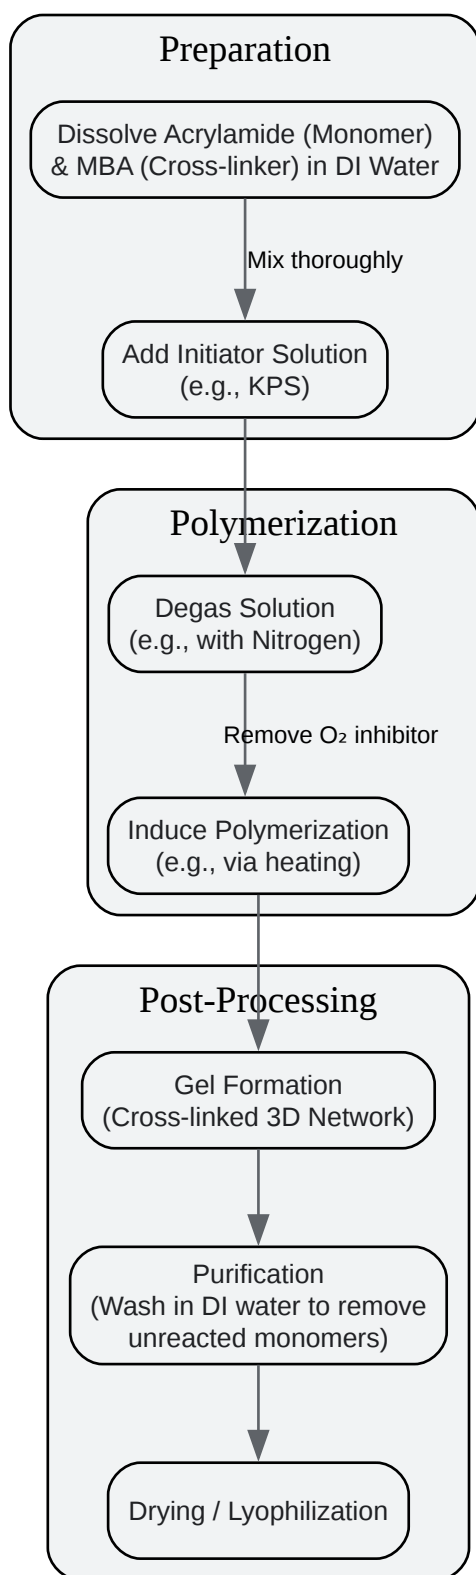 Preparation
Dissolve Acrylamide (Monomer)
& MBA (Cross-linker) in DI Water
Mix thoroughly
Add Initiator Solution
(e.g., KPS)
Polymerization
Degas Solution
(e.g., with Nitrogen)
Remove O₂ inhibitor
Induce Polymerization
(e.g., via heating)
Post-Processing
Gel Formation
(Cross-linked 3D Network)
Purification
(Wash in DI water to remove
unreacted monomers)
Drying / Lyophilization